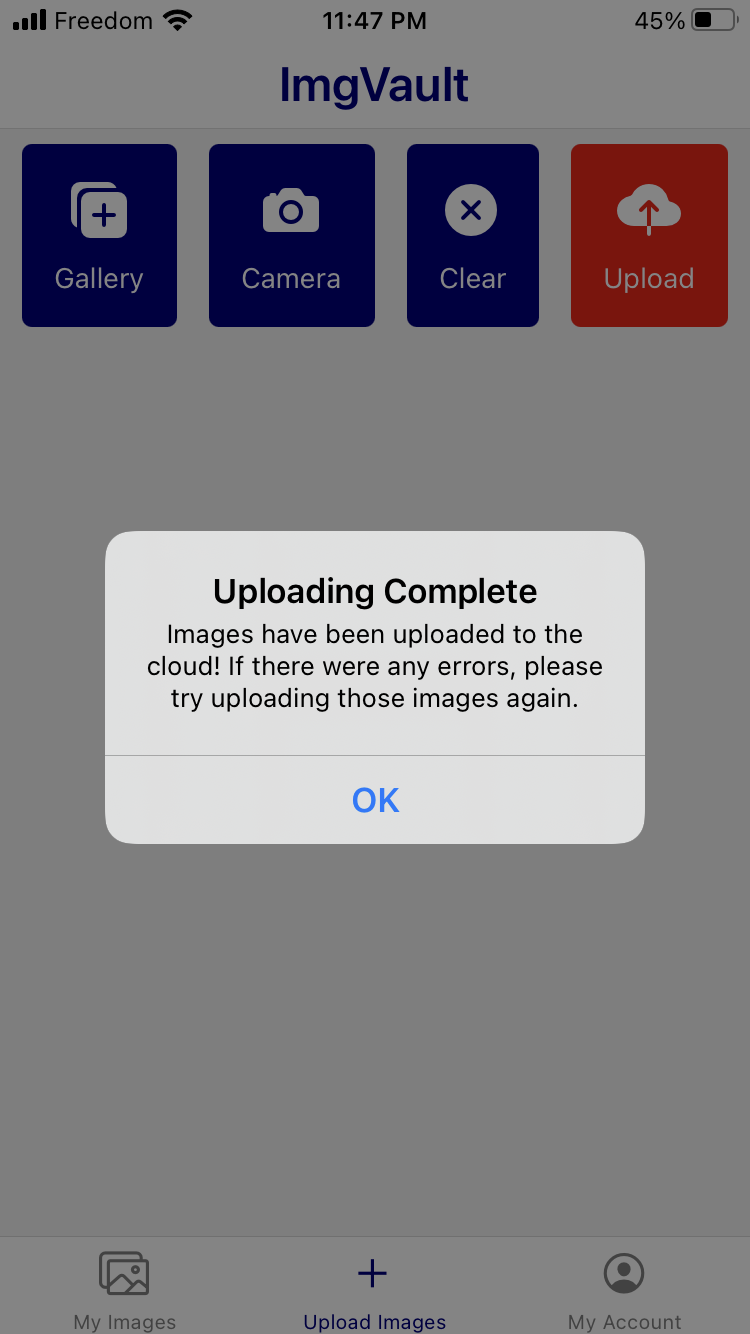 Freedom 11:47 PM 45%
ImgVault
Gallery Camera Clear Upload
Uploading Complete
Images have been uploaded to the
cloud! If there were any errors, please
try uploading those images again.
OK
My Images Upload Images My Account